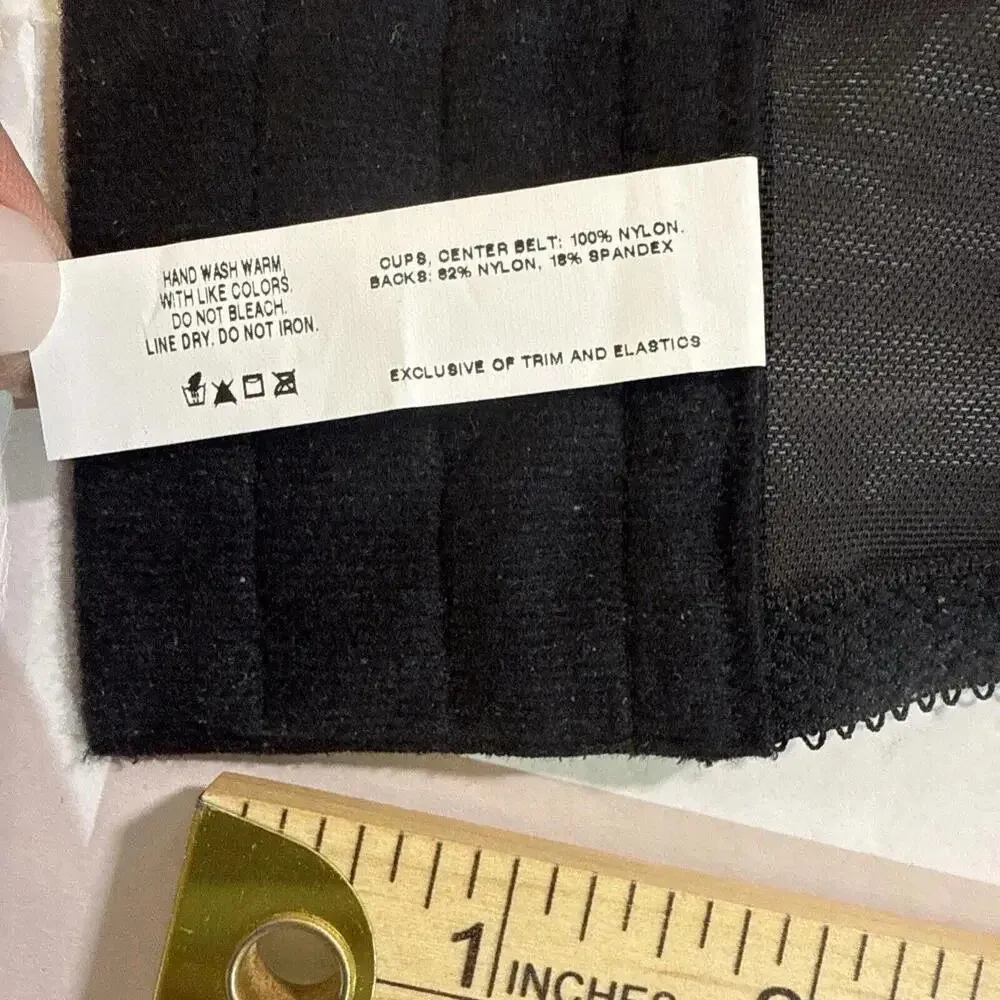 HAND WASH WARM,
WITH LIKE COLORS.
DO NOT BLEACH.
LINE DRY. DO NOT IRON.
CUPS, CENTER BELT: 100% NYLON.
BACKS: 82% NYLON, 18% SPANDEX
EXCLUSIVE OF TRIM AND ELASTICS
1
INCHES